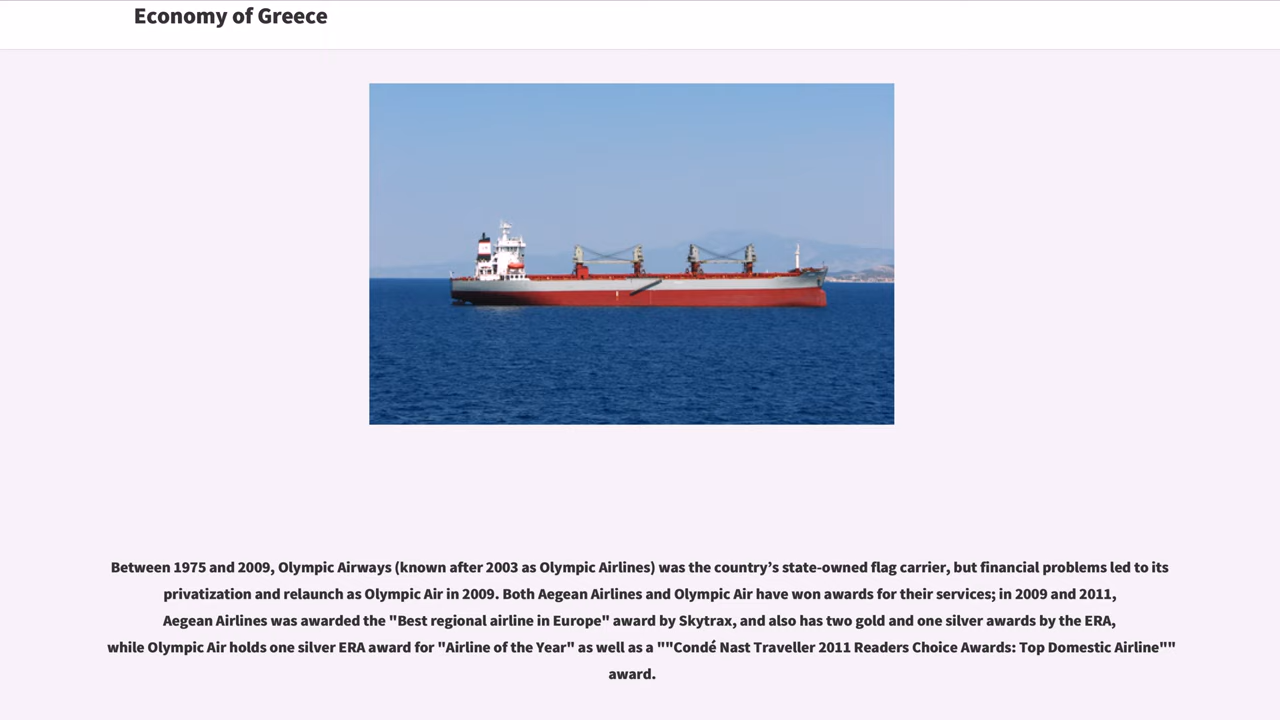 Economy of Greece
Between 1975 and 2009, Olympic Airways (known after 2003 as Olympic Airlines) was the country’s state-owned flag carrier, but financial problems led to its
privatization and relaunch as Olympic Air in 2009. Both Aegean Airlines and Olympic Air have won awards for their services; in 2009 and 2011,
Aegean Airlines was awarded the "Best regional airline in Europe" award by Skytrax, and also has two gold and one silver awards by the ERA,
while Olympic Air holds one silver ERA award for "Airline of the Year" as well as a ""Condé Nast Traveller 2011 Readers Choice Awards: Top Domestic Airline""
award.